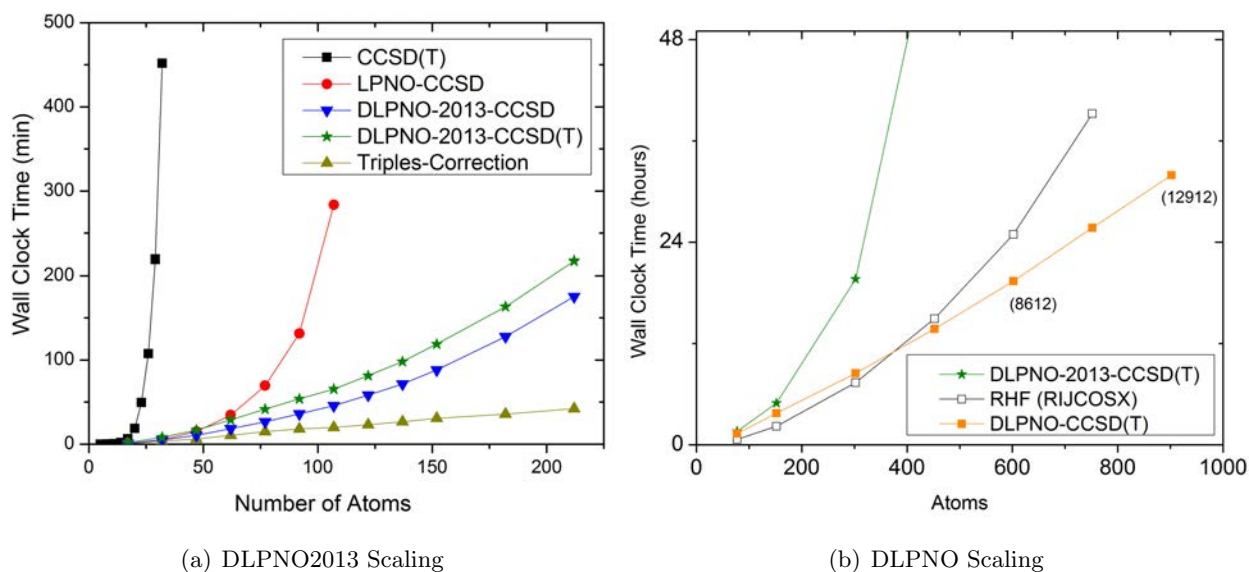 500
400
300
200
100
0
Wall Clock Time (min)
CCSD(T)
LPNO-CCSD
DLPNO-2013-CCSD
DLPNO-2013-CCSD(T)
Triples-Correction
0 50 100 150 200
Number of Atoms
(a) DLPNO2013 Scaling
48
24
0
Wall Clock Time (hours)
(12912)
(8612)
DLPNO-2013-CCSD(T)
RHF (RIJCOSX)
DLPNO-CCSD(T)
0 200 400 600 800 1000
Atoms
(b) DLPNO Scaling